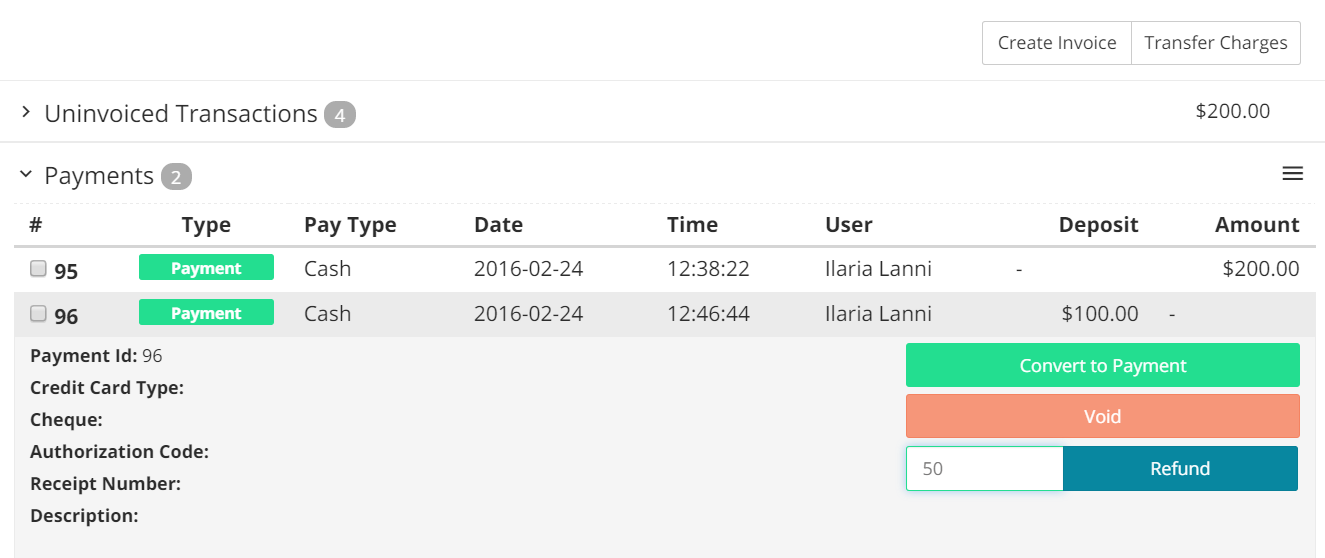 Create Invoice Transfer Charges
Uninvoiced Transactions 4 $200.00
Payments 2
# Type Pay Type Date Time User Deposit Amount
95 Payment Cash 2016-02-24 12:38:22 Ilaria Lanni - $200.00
96 Payment Cash 2016-02-24 12:46:44 Ilaria Lanni $100.00 -
Payment Id: 96 Convert to Payment
Credit Card Type:
Cheque: Void
Authorization Code:
50 Refund
Receipt Number:
Description: